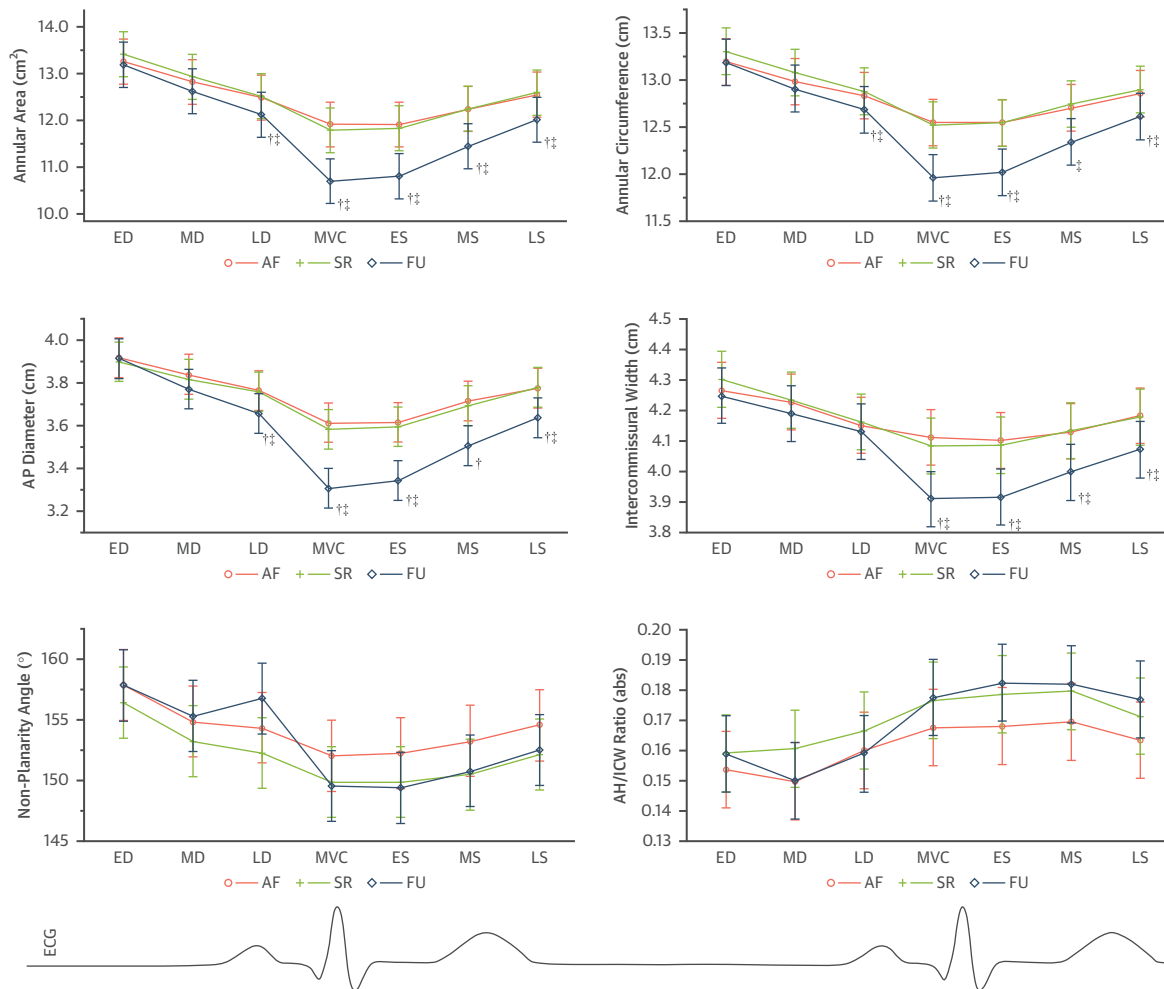 Annular Area (cm²)
14.0
13.0
12.0
11.0
10.0
†‡
†‡
†‡
†‡
†‡
ED MD LD MVC ES MS LS
AF SR FU
Annular Circumference (cm)
13.5
13.0
12.5
12.0
11.5
†‡
†‡
†‡
‡
†‡
ED MD LD MVC ES MS LS
AF SR FU
AP Diameter (cm)
4.0
3.8
3.6
3.4
3.2
†‡
†‡
†‡
†
†‡
ED MD LD MVC ES MS LS
AF SR FU
Intercommissural Width (cm)
4.5
4.4
4.3
4.2
4.1
4.0
3.9
3.8
†‡
†‡
†‡
†‡
ED MD LD MVC ES MS LS
AF SR FU
Non-Planarity Angle (°)
160
155
150
145
ED MD LD MVC ES MS LS
AF SR FU
AH/ICW Ratio (abs)
0.20
0.19
0.18
0.17
0.16
0.15
0.14
0.13
ED MD LD MVC ES MS LS
AF SR FU
ECG